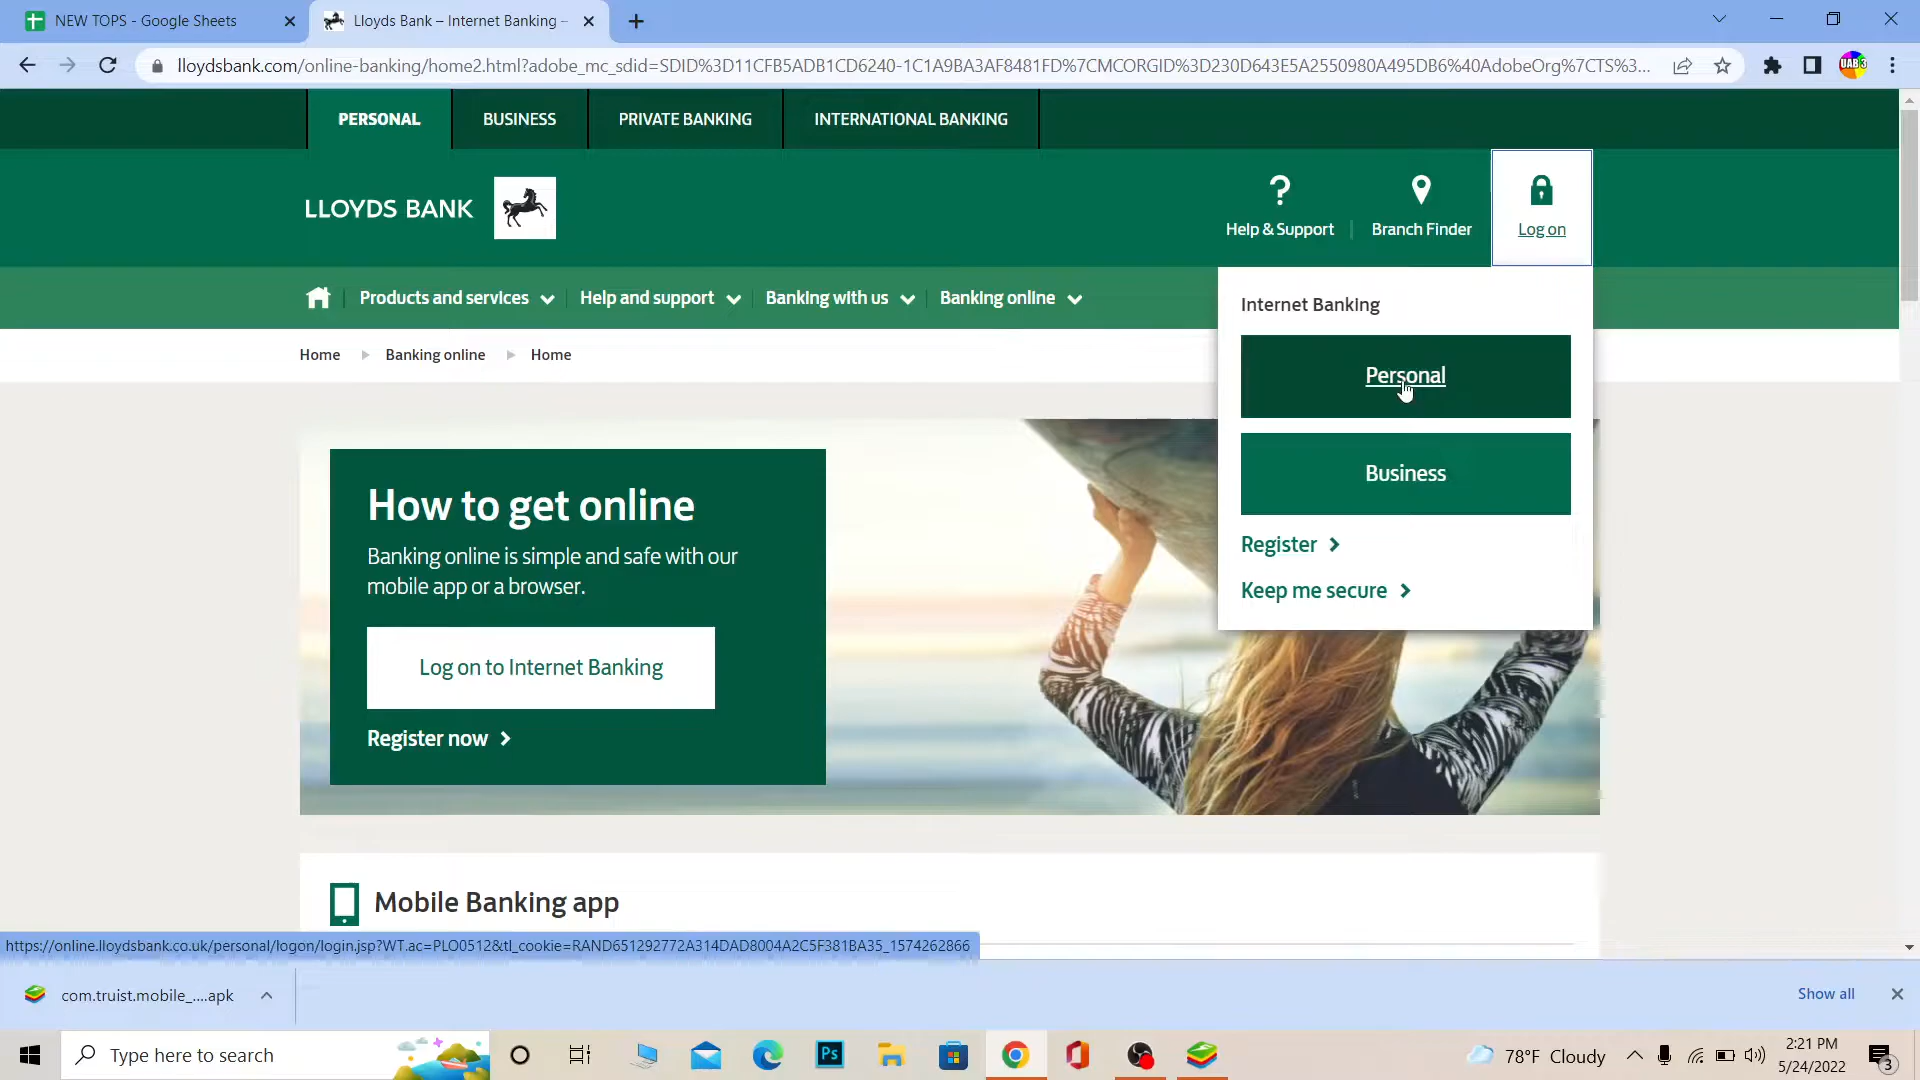 NEW TOPS - Google Sheets
Lloyds Bank – Internet Banking –
lloydsbank.com/online-banking/home2.html?adobe_mc_sdid=SDID%3D11CFB5ADB1CD6240-1C1A9BA3AF8481FD%7CMCORGID%3D230D643E5A2550980A495DB6%40AdobeOrg%7CTS%3...
UAB 3
PERSONAL
BUSINESS
PRIVATE BANKING
INTERNATIONAL BANKING
LLOYDS BANK
Help & Support
Branch Finder
Log on
Products and services
Help and support
Banking with us
Banking online
Internet Banking
Personal
Business
Register
Keep me secure
Home
Banking online
Home
How to get online
Banking online is simple and safe with our
mobile app or a browser.
Log on to Internet Banking
Register now
Mobile Banking app
https://online.lloydsbank.co.uk/personal/logon/login.jsp?WT.ac=PLO0512&tl_cookie=RAND651292772A314DAD8004A2C5F381BA35_1574262866
com.truist.mobile_....apk
Show all
Type here to search
Ps
78°F Cloudy
2:21 PM
5/24/2022
3